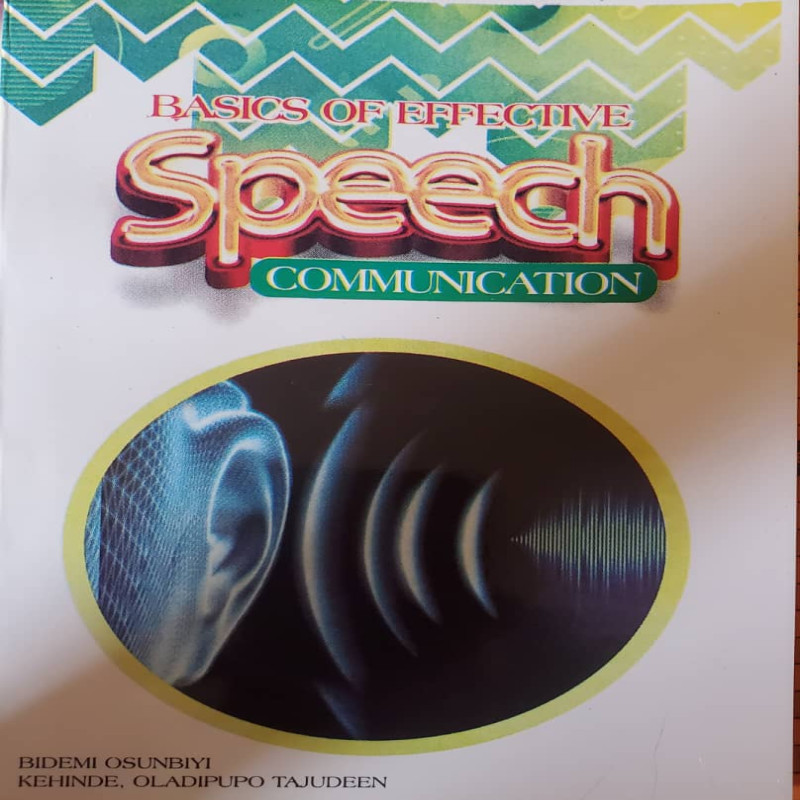 BASICS OF EFFECTIVE
Speech
COMMUNICATION
BIDEMI OSUNBIYI
KEHINDE, OLADIPUPO TAJUDEEN